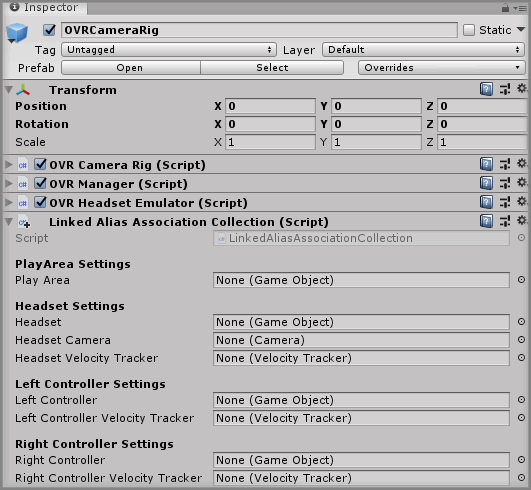 Inspector
OVRCameraRig Static
Tag Untagged Layer Default
Prefab Open Select Overrides
Transform
Position X 0 Y 0 Z 0
Rotation X 0 Y 0 Z 0
Scale X 1 Y 1 Z 1
OVR Camera Rig (Script)
OVR Manager (Script)
OVR Headset Emulator (Script)
Linked Alias Association Collection (Script)
Script LinkedAliasAssociationCollection
PlayArea Settings
Play Area None (Game Object)
Headset Settings
Headset None (Game Object)
Headset Camera None (Camera)
Headset Velocity Tracker None (Velocity Tracker)
Left Controller Settings
Left Controller None (Game Object)
Left Controller Velocity Tracker None (Velocity Tracker)
Right Controller Settings
Right Controller None (Game Object)
Right Controller Velocity Tracker None (Velocity Tracker)